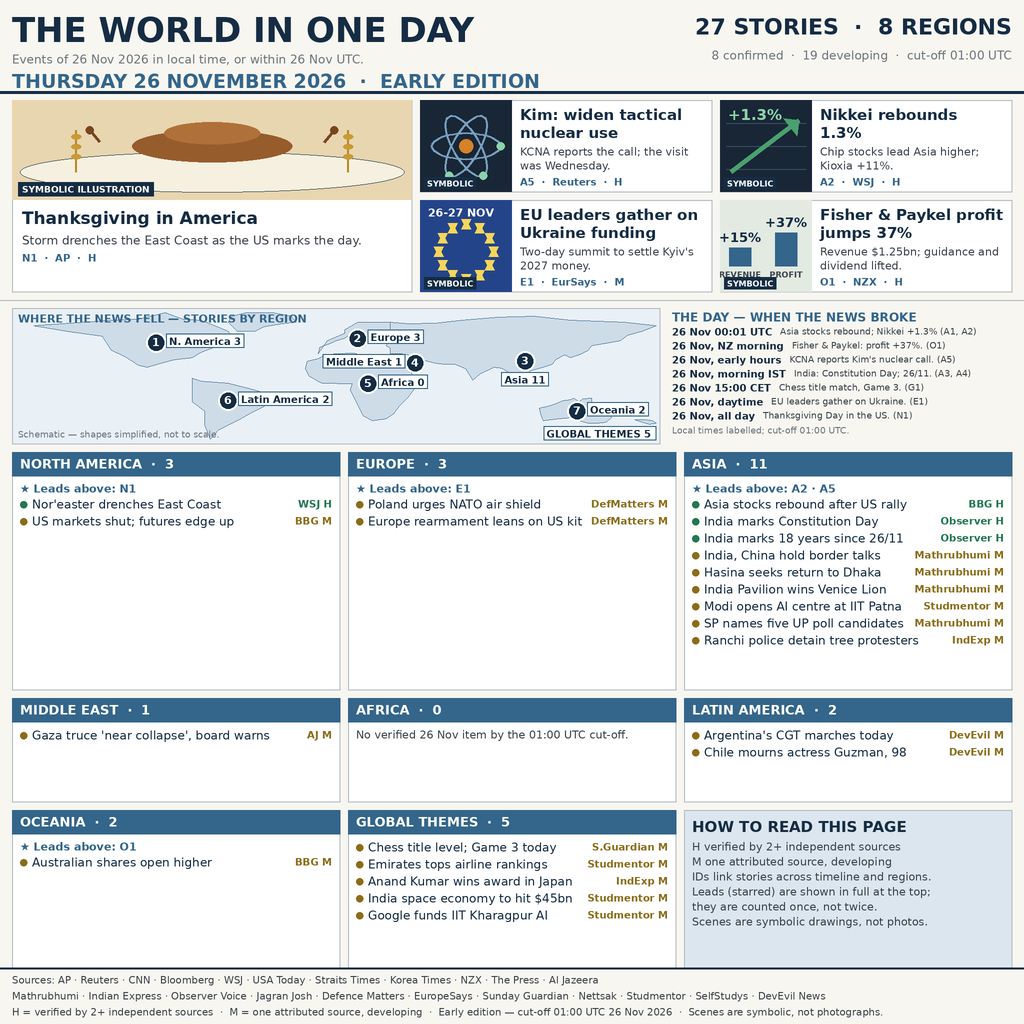 THE WORLD IN ONE DAY
27 STORIES · 8 REGIONS
Events of 26 Nov 2026 in local time, or within 26 Nov UTC.
8 confirmed · 19 developing · cut-off 01:00 UTC
THURSDAY 26 NOVEMBER 2026 · EARLY EDITION
SYMBOLIC ILLUSTRATION
Thanksgiving in America
Storm drenches the East Coast as the US marks the day.
N1 · AP · H
SYMBOLIC
Kim: widen tactical
nuclear use
KCNA reports the call; the visit
was Wednesday.
A5 · Reuters · H
+1.3%
SYMBOLIC
Nikkei rebounds
1.3%
Chip stocks lead Asia higher;
Kioxia +11%.
A2 · WSJ · H
26-27 NOV
SYMBOLIC
EU leaders gather on
Ukraine funding
Two-day summit to settle Kyiv's
2027 money.
E1 · EurSays · M
+37%
+15%
REVENUE PROFIT
SYMBOLIC
Fisher & Paykel profit
jumps 37%
Revenue $1.25bn; guidance and
dividend lifted.
O1 · NZX · H
WHERE THE NEWS FELL — STORIES BY REGION
1 N. America 3
2 Europe 3
Middle East 1 4
3
Asia 11
5 Africa 0
6 Latin America 2
7 Oceania 2
Schematic — shapes simplified, not to scale.
GLOBAL THEMES 5
THE DAY — WHEN THE NEWS BROKE
26 Nov 00:01 UTC Asia stocks rebound; Nikkei +1.3% (A1, A2)
26 Nov, NZ morning Fisher & Paykel: profit +37%. (O1)
26 Nov, early hours KCNA reports Kim's nuclear call. (A5)
26 Nov, morning IST India: Constitution Day; 26/11. (A3, A4)
26 Nov 15:00 CET Chess title match, Game 3. (G1)
26 Nov, daytime EU leaders gather on Ukraine. (E1)
26 Nov, all day Thanksgiving Day in the US. (N1)
Local times labelled; cut-off 01:00 UTC.
NORTH AMERICA · 3
★ Leads above: N1
● Nor'easter drenches East Coast WSJ H
● US markets shut; futures edge up BBG M
EUROPE · 3
★ Leads above: E1
● Poland urges NATO air shield DefMatters M
● Europe rearmament leans on US kit DefMatters M
ASIA · 11
★ Leads above: A2 · A5
● Asia stocks rebound after US rally BBG H
● India marks Constitution Day Observer H
● India marks 18 years since 26/11 Observer H
● India, China hold border talks Mathrubhumi M
● Hasina seeks return to Dhaka Mathrubhumi M
● India Pavilion wins Venice Lion Mathrubhumi M
● Modi opens AI centre at IIT Patna Studmentor M
● SP names five UP poll candidates Mathrubhumi M
● Ranchi police detain tree protesters IndExp M
MIDDLE EAST · 1
● Gaza truce 'near collapse', board warns AJ M
AFRICA · 0
No verified 26 Nov item by the 01:00 UTC cut-off.
LATIN AMERICA · 2
● Argentina's CGT marches today DevEvil M
● Chile mourns actress Guzman, 98 DevEvil M
OCEANIA · 2
★ Leads above: O1
● Australian shares open higher BBG M
GLOBAL THEMES · 5
● Chess title level; Game 3 today S.Guardian M
● Emirates tops airline rankings Studmentor M
● Anand Kumar wins award in Japan IndExp M
● India space economy to hit $45bn Studmentor M
● Google funds IIT Kharagpur AI Studmentor M
HOW TO READ THIS PAGE
H verified by 2+ independent sources
M one attributed source, developing
IDs link stories across timeline and regions.
Leads (starred) are shown in full at the top;
they are counted once, not twice.
Scenes are symbolic drawings, not photos.
Sources: AP · Reuters · CNN · Bloomberg · WSJ · USA Today · Straits Times · Korea Times · NZX · The Press · Al Jazeera
Mathrubhumi · Indian Express · Observer Voice · Jagran Josh · Defence Matters · EuropeSays · Sunday Guardian · Nettsak · Studmentor · SelfStudys · DevEvil News
H = verified by 2+ independent sources · M = one attributed source, developing · Early edition — cut-off 01:00 UTC 26 Nov 2026 · Scenes are symbolic, not photographs.